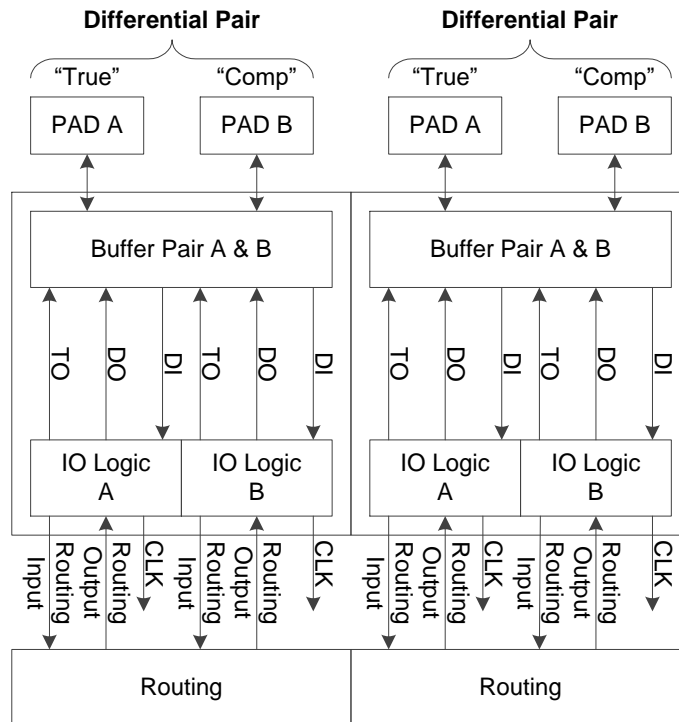 Differential Pair Differential Pair
“True” “Comp” “True” “Comp”
PAD A PAD B PAD A PAD B
Buffer Pair A & B Buffer Pair A & B
TO DO DI TO DO DI TO DO DI TO DO DI
IO Logic A IO Logic B IO Logic A IO Logic B
Routing Input Routing Output CLK Routing Input Routing Output CLK Routing Input Routing Output CLK Routing Input Routing Output CLK
Routing Routing